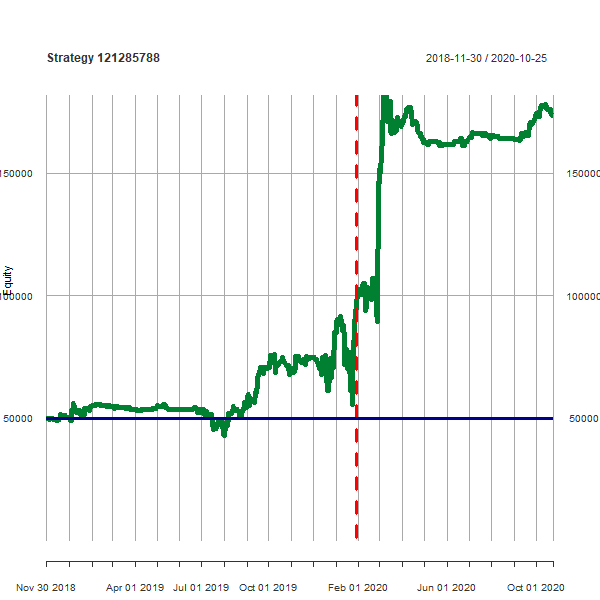 Strategy 121285788
2018-11-30 / 2020-10-25
150000
150000
Equity
100000
100000
50000
50000
Nov 30 2018
Apr 01 2019
Jul 01 2019
Oct 01 2019
Feb 01 2020
Jun 01 2020
Oct 01 2020